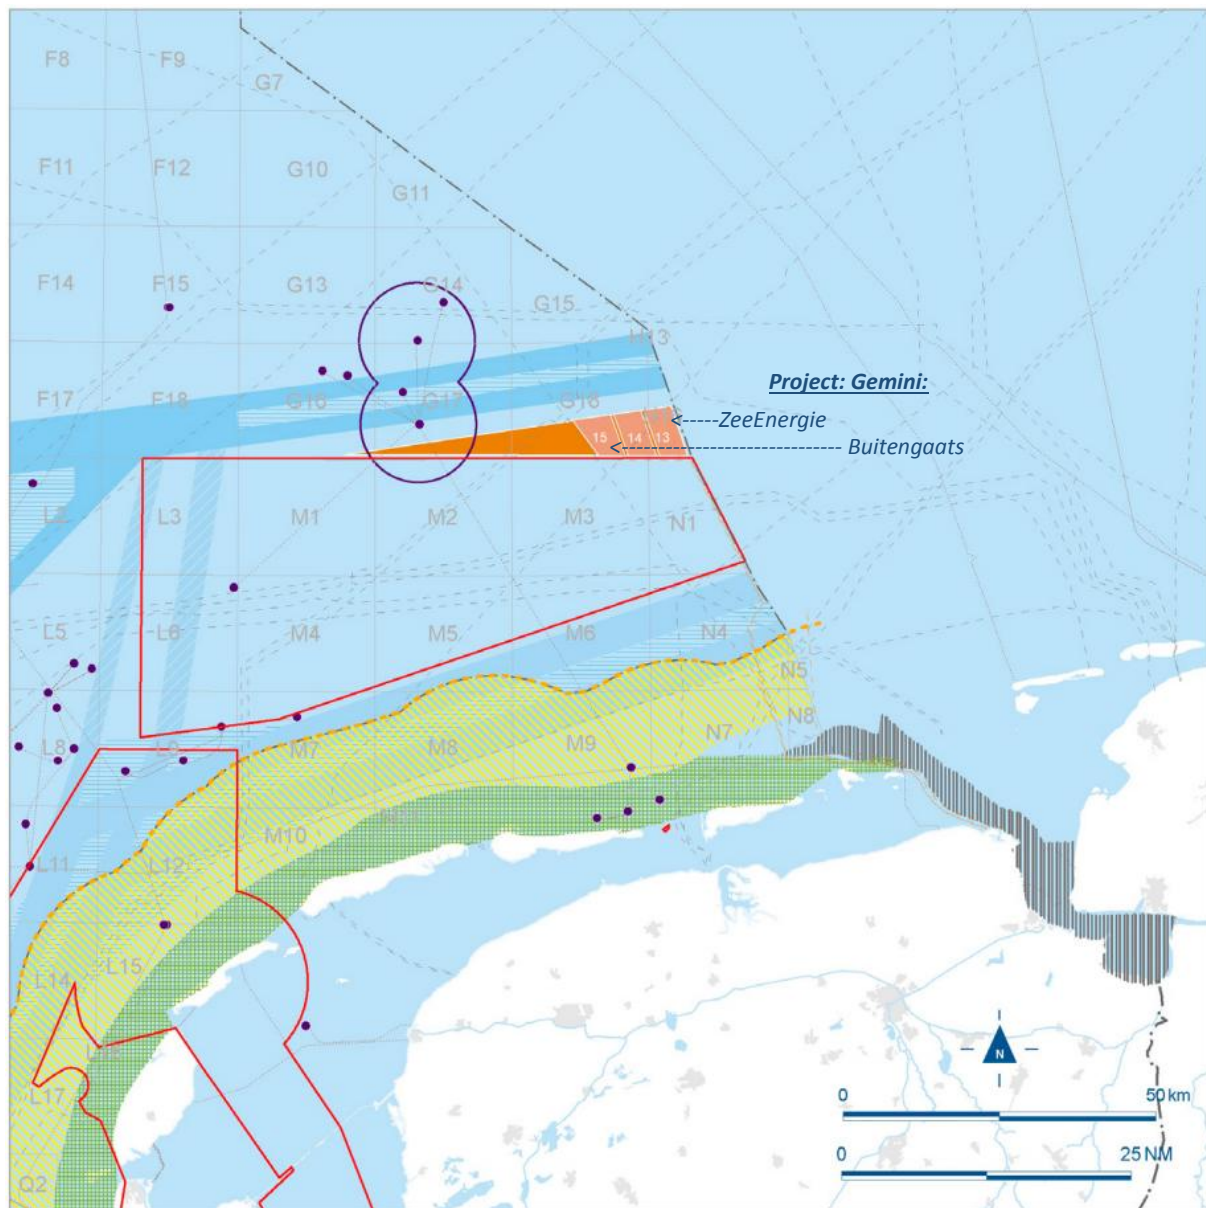 F8
F9
G7
F11
F12
G10
G11
F14
F15
G13
G14
G15
H13
F17
F18
G16
G17
G18
Project: Gemini:
<-----ZeeEnergie
15
14
13
<---------------------------- Buitengaats
L2
L3
M1
M2
M3
N1
L5
L6
M4
M5
M6
N4
N5
L8
L9
M7
M8
M9
N7
N8
L11
L12
M10
L14
L15
N
L17
0
50 km
0
25 NM
Q2